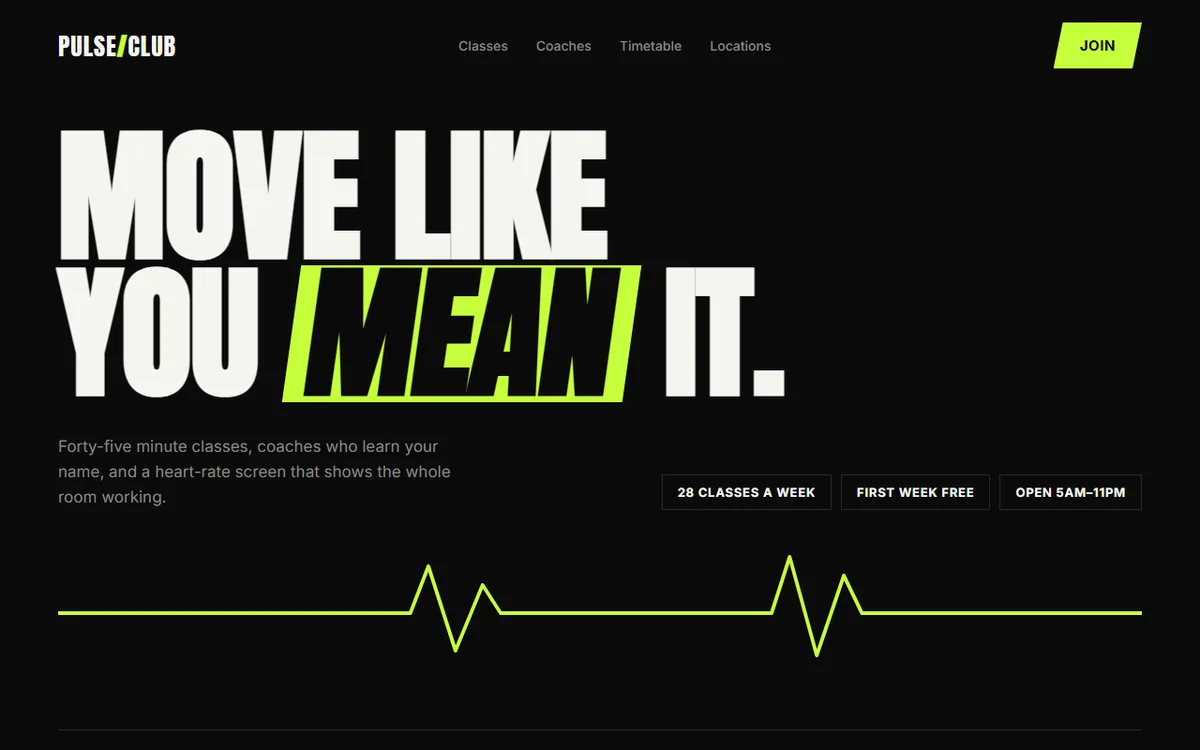 PULSE/CLUB
Classes
Coaches
Timetable
Locations
JOIN
MOVE LIKE
YOU MEAN IT.
Forty-five minute classes, coaches who learn your
name, and a heart-rate screen that shows the whole
room working.
28 CLASSES A WEEK
FIRST WEEK FREE
OPEN 5AM–11PM